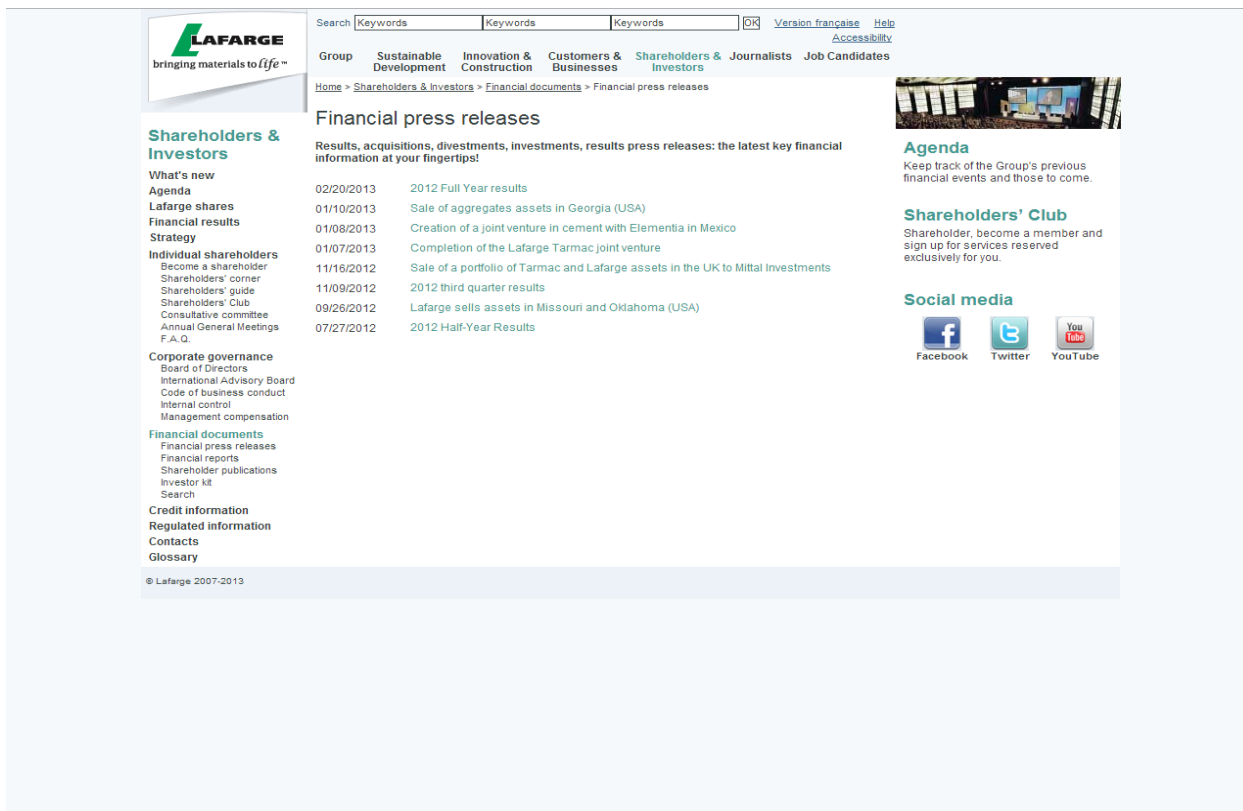 LAFARGE
bringing materials to life™
Search Keywords Keywords Keywords OK Version française Help
Accessibility
Group Sustainable Development Innovation & Construction Customers & Businesses Shareholders & Investors Journalists Job Candidates
Home > Shareholders & Investors > Financial documents > Financial press releases
Financial press releases
Results, acquisitions, divestments, investments, results press releases: the latest key financial
information at your fingertips!
02/20/2013 2012 Full Year results
01/10/2013 Sale of aggregates assets in Georgia (USA)
01/08/2013 Creation of a joint venture in cement with Elementia in Mexico
01/07/2013 Completion of the Lafarge Tarmac joint venture
11/16/2012 Sale of a portfolio of Tarmac and Lafarge assets in the UK to Mittal Investments
11/09/2012 2012 third quarter results
09/26/2012 Lafarge sells assets in Missouri and Oklahoma (USA)
07/27/2012 2012 Half-Year Results
Shareholders &
Investors
What's new
Agenda
Lafarge shares
Financial results
Strategy
Individual shareholders
Become a shareholder
Shareholders' corner
Shareholders' guide
Shareholders' Club
Consultative committee
Annual General Meetings
F.A.Q.
Corporate governance
Board of Directors
International Advisory Board
Code of business conduct
Internal control
Management compensation
Financial documents
Financial press releases
Financial reports
Shareholder publications
Investor kit
Search
Credit information
Regulated information
Contacts
Glossary
Agenda
Keep track of the Group's previous
financial events and those to come.
Shareholders' Club
Shareholder, become a member and
sign up for services reserved
exclusively for you.
Social media
You
Tube
Facebook Twitter YouTube
© Lafarge 2007-2013